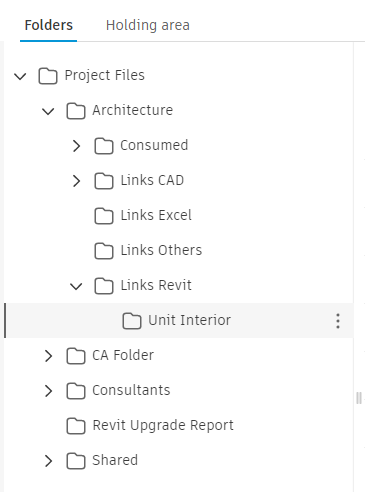 Folders Holding area
Project Files
Architecture
Consumed
Links CAD
Links Excel
Links Others
Links Revit
Unit Interior
CA Folder
Consultants
Revit Upgrade Report
Shared